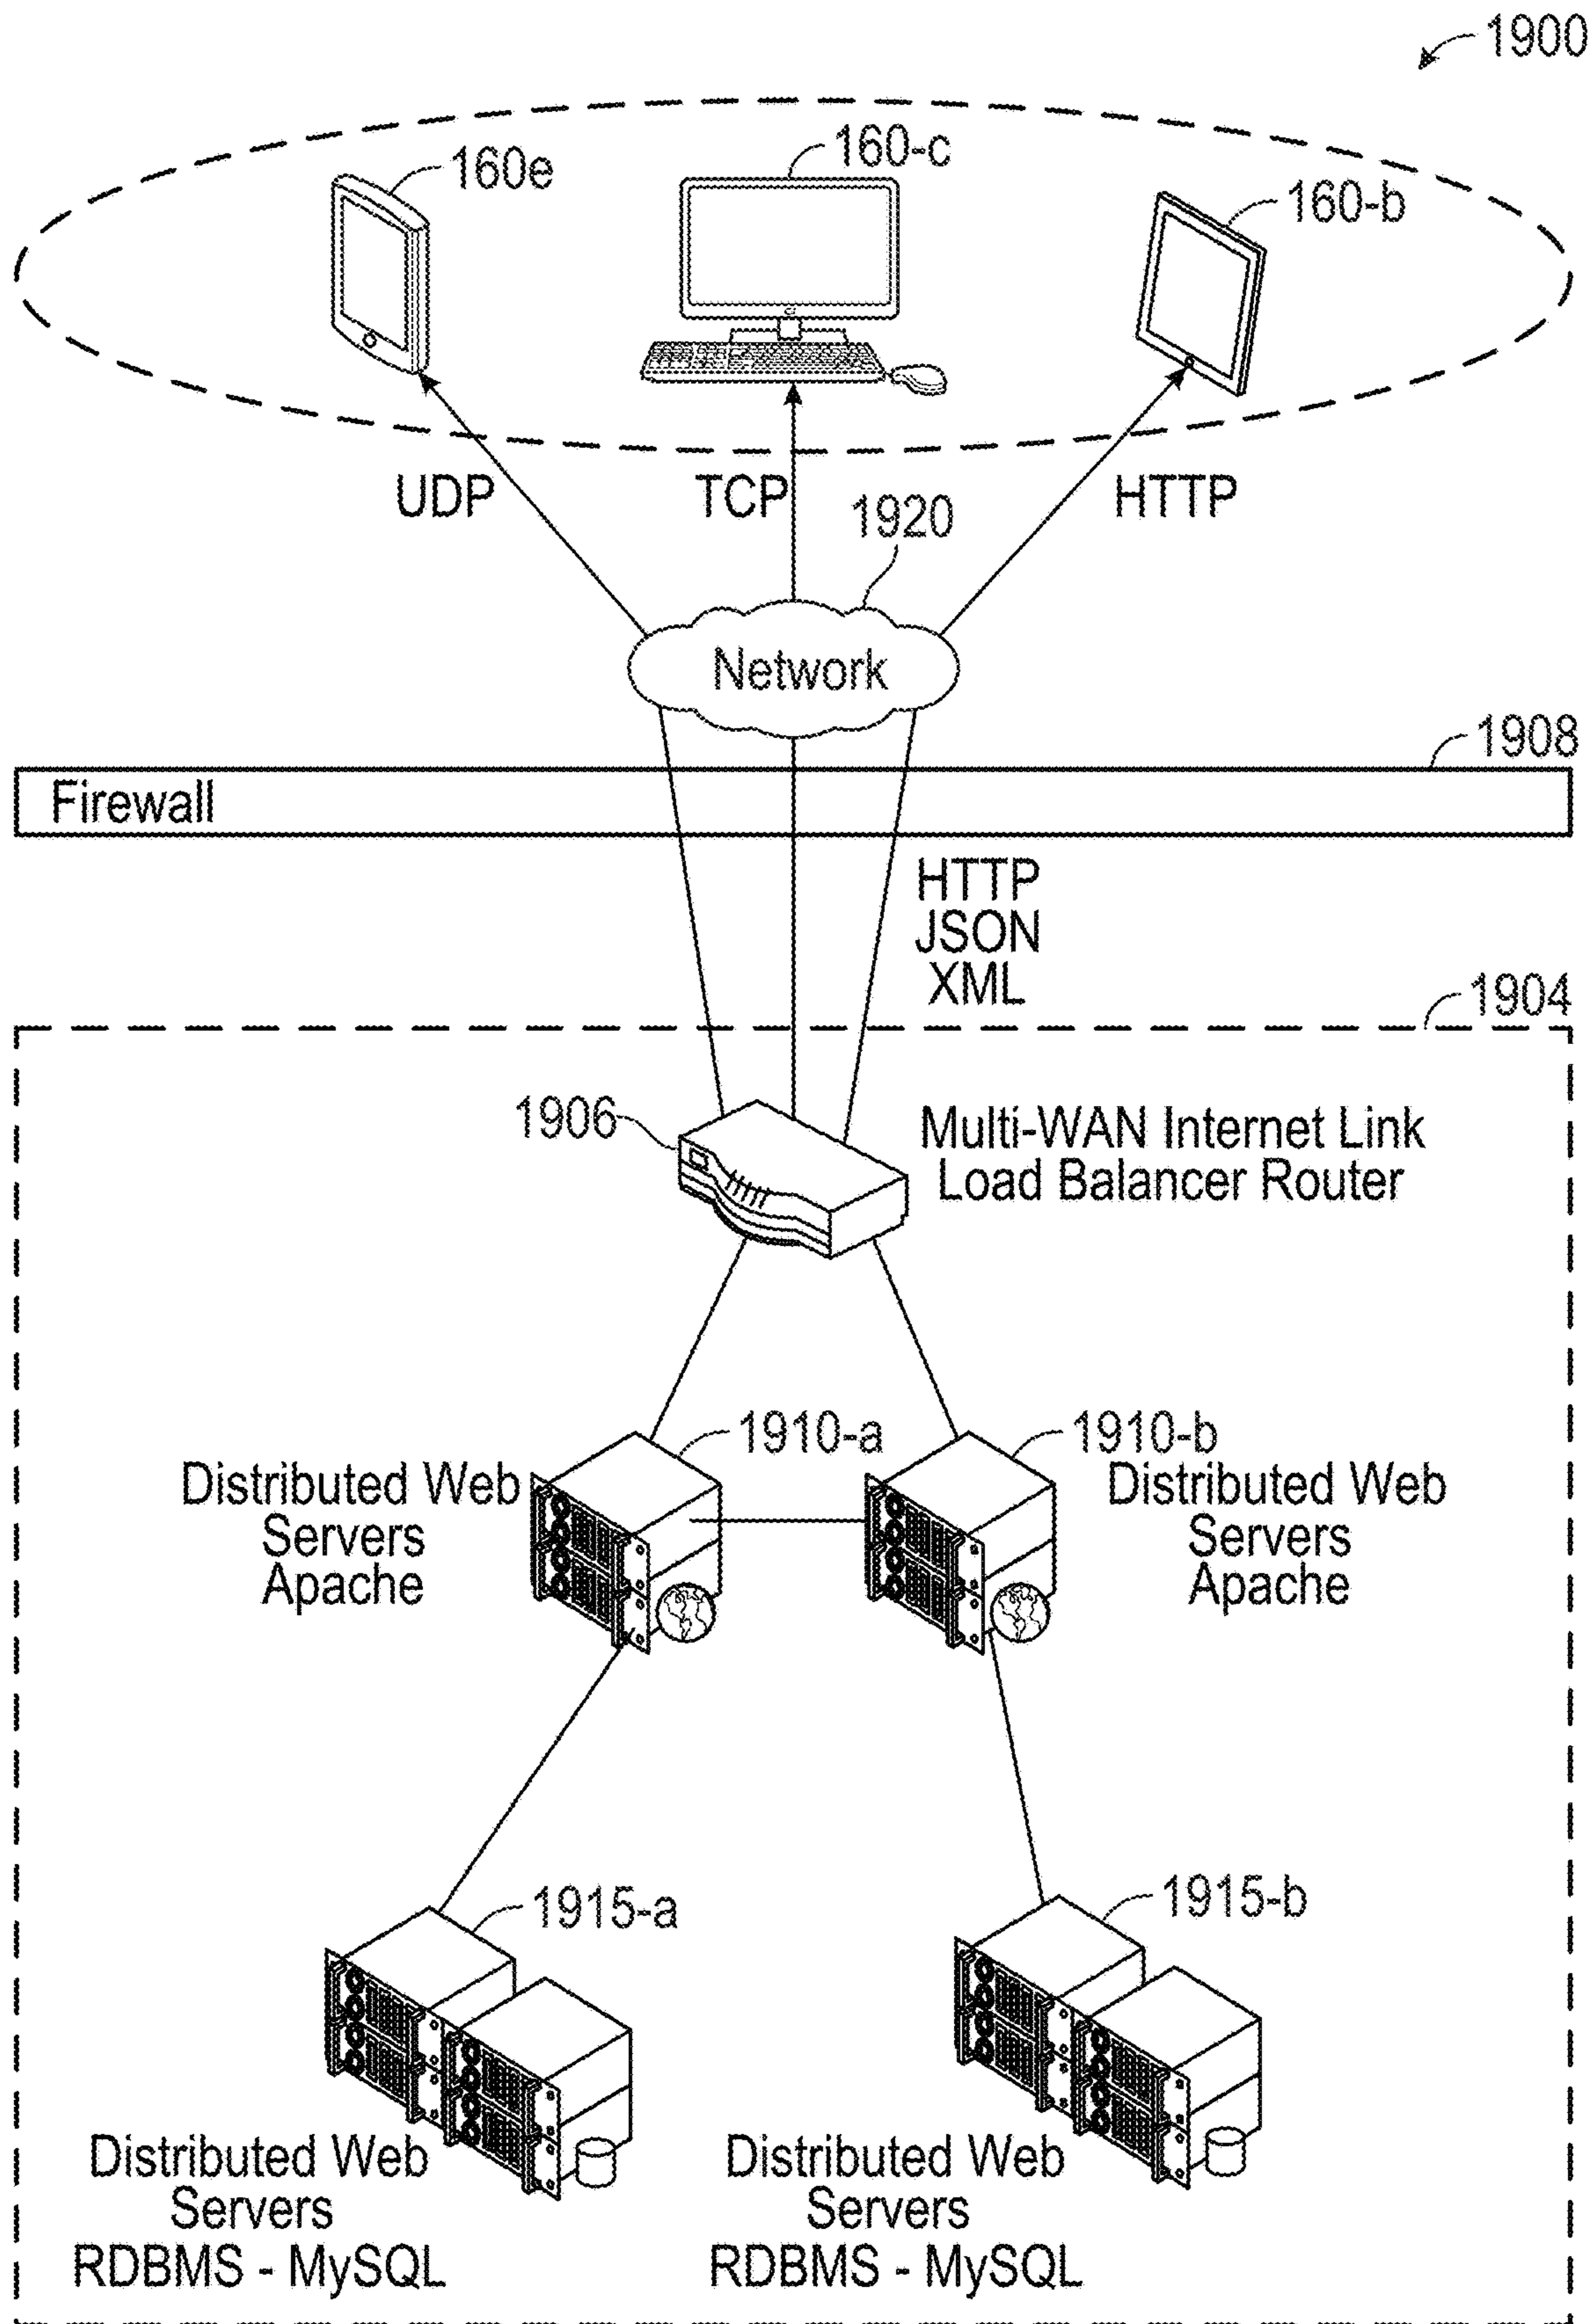 1900
160e
160-c
160-b
UDP
TCP
HTTP
1920
Network
1908
Firewall
HTTP
JSON
XML
1904
1906
Multi-WAN Internet Link
Load Balancer Router
1910-a
1910-b
Distributed Web
Servers
Apache
Distributed Web
Servers
Apache
1915-a
1915-b
Distributed Web
Servers
RDBMS - MySQL
Distributed Web
Servers
RDBMS - MySQL